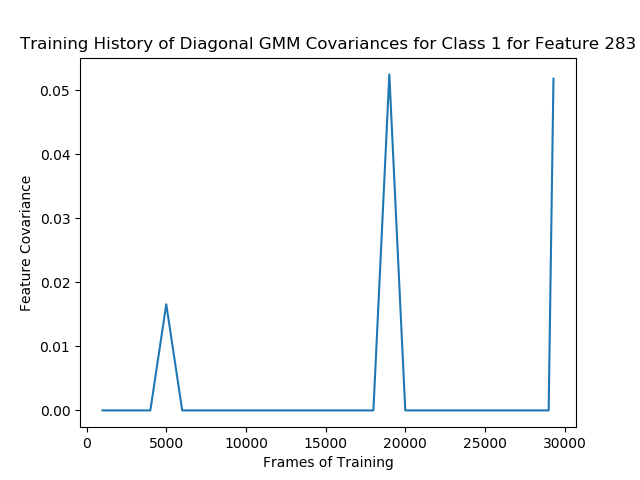 Training History of Diagonal GMM Covariances for Class 1 for Feature 283
0.05
0.04
0.03
0.02
0.01
0.00
Feature Covariance
0 5000 10000 15000 20000 25000 30000
Frames of Training